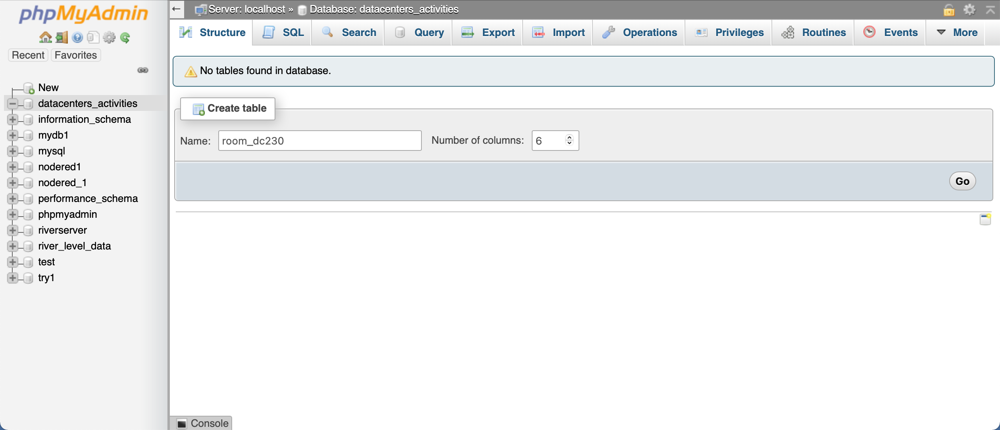 phpMyAdmin
Recent Favorites
New
datacenters_activities
information_schema
mydb1
mysql
nodered1
nodered_1
performance_schema
phpmyadmin
riverserver
river_level_data
test
try1
Server: localhost » Database: datacenters_activities
Structure SQL Search Query Export Import Operations Privileges Routines Events More
No tables found in database.
Create table
Name: room_dc230 Number of columns: 6
Go
Console